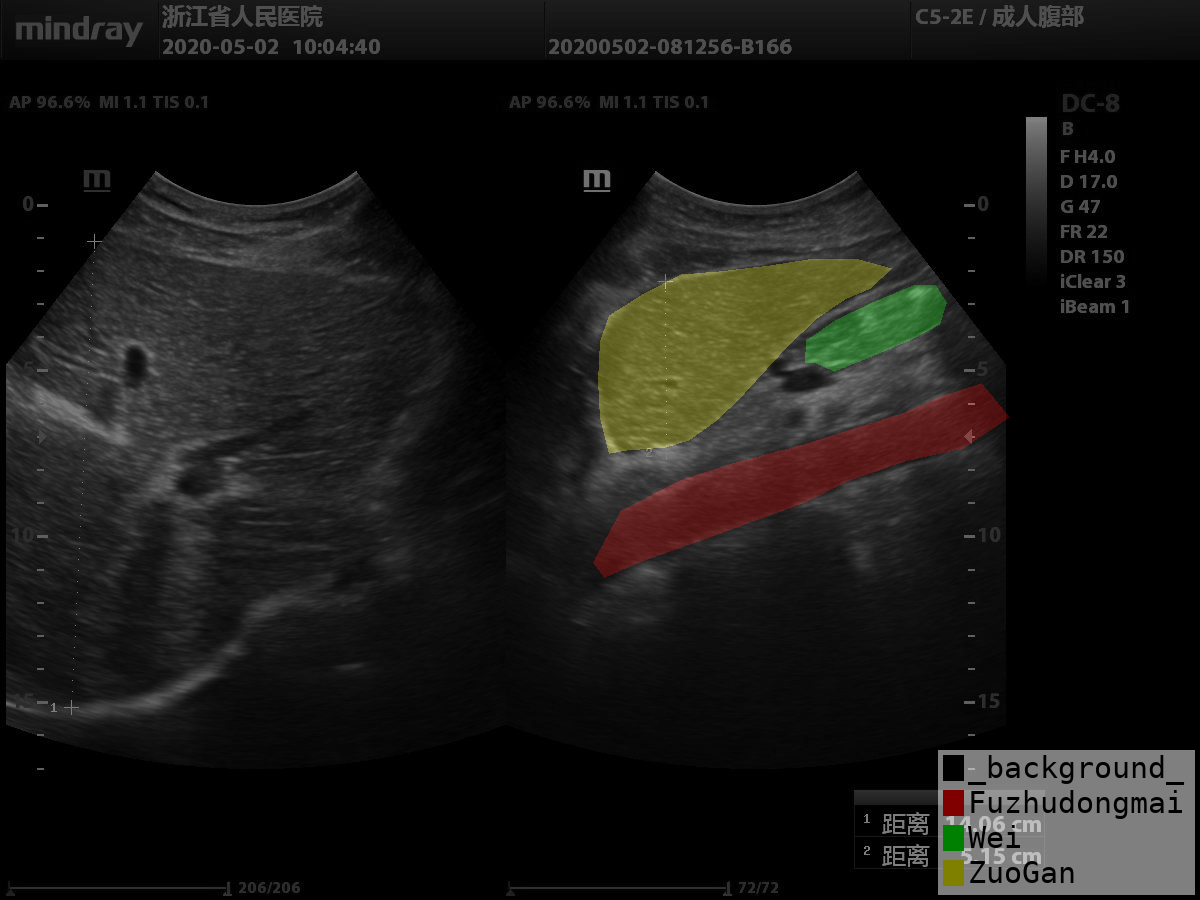 mindray
浙江省人民医院
C5-2E / 成人腹部
2020-05-02 10:04:40
20200502-081256-B166
AP 96.6% MI 1.1 TIS 0.1
AP 96.6% MI 1.1 TIS 0.1
DC-8
B
F H4.0
D 17.0
G 47
FR 22
DR 150
iClear 3
iBeam 1
m
m
0
0
5
5
10
10
15
15
1
2
_background_
Fuzhudongmai
Wei
ZuoGan
1 距离 14.06 cm
2 距离 5.15 cm
206/206
72/72